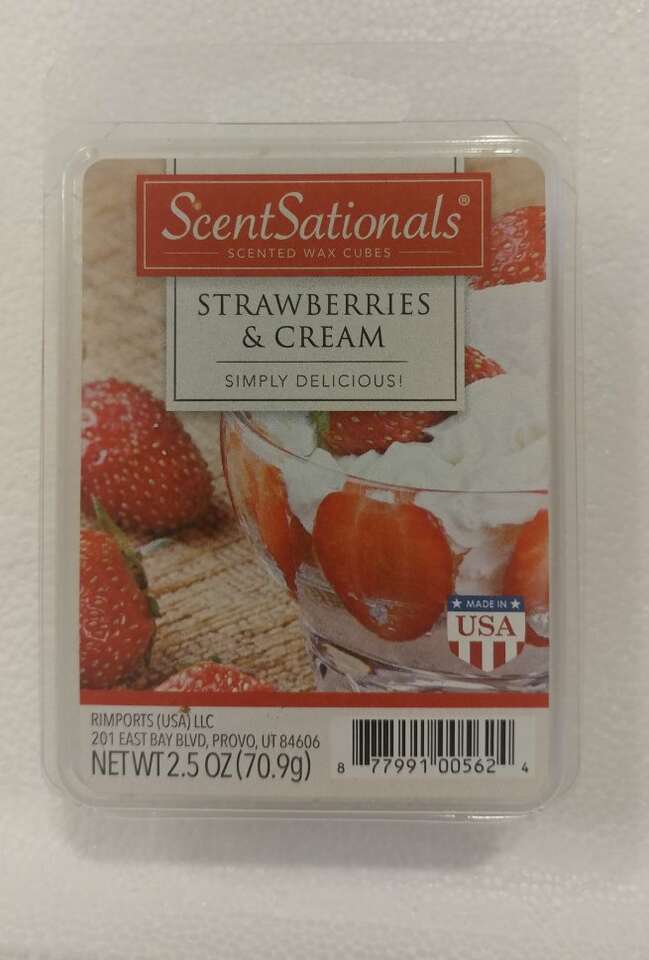 ScentSationals®
SCENTED WAX CUBES
STRAWBERRIES
& CREAM
SIMPLY DELICIOUS!
★ MADE IN ★
USA
RIMPORTS (USA) LLC
201 EAST BAY BLVD, PROVO, UT 84606
NET WT 2.5 OZ (70.9g)
8 77991 00562 4